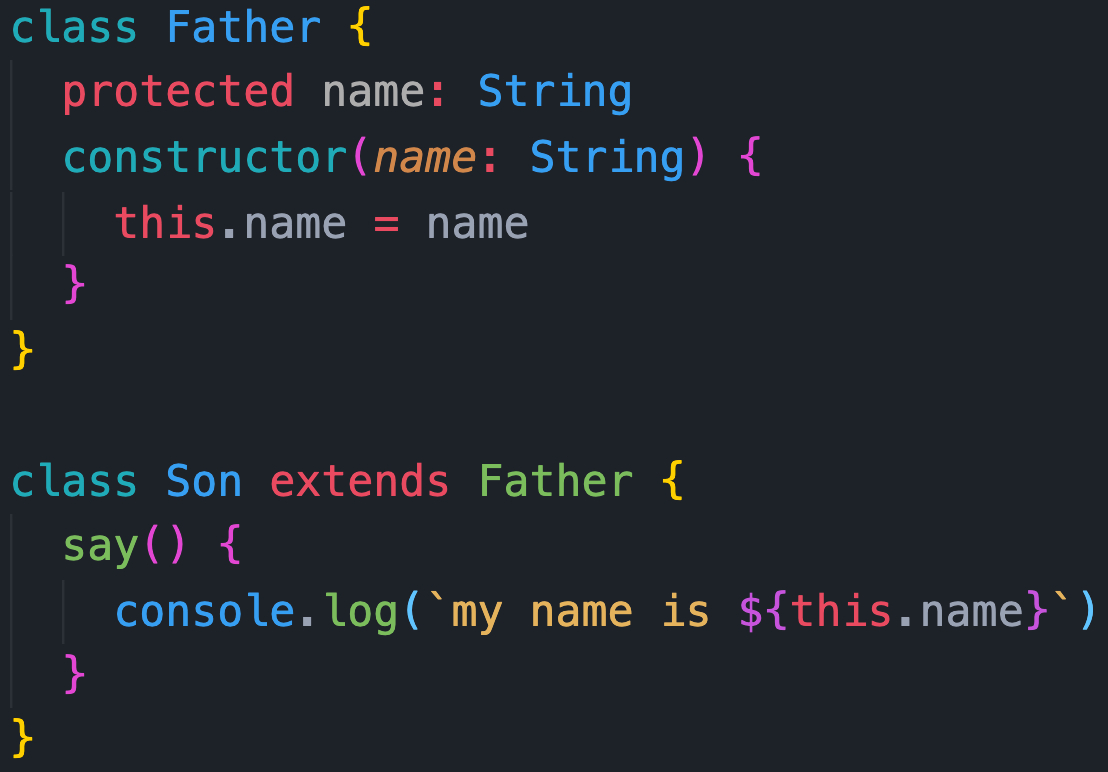 class Father {
  protected name: String
  constructor(name: String) {
    this.name = name
  }
}

class Son extends Father {
  say() {
    console.log(`my name is ${this.name}`)
  }
}